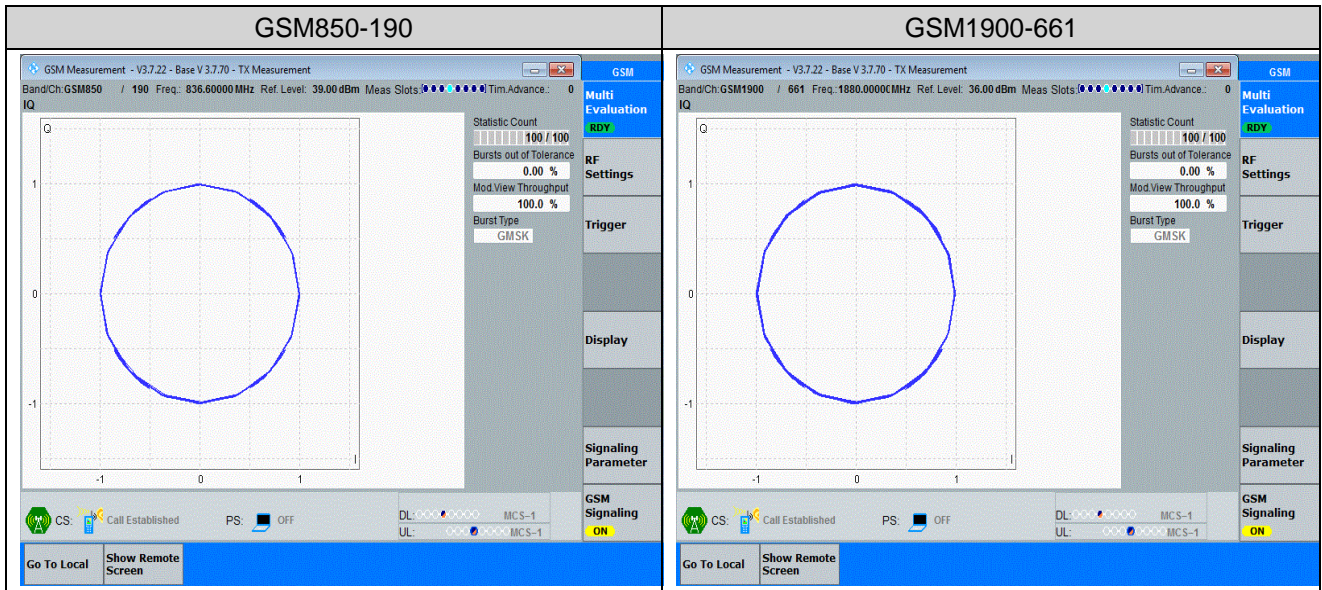 GSM850-190
GSM Measurement - V3.7.22 - Base V 3.7.70 - TX Measurement
GSM
Band/Ch:GSM850 / 190 Freq.: 836.60000 MHz Ref. Level: 39.00 dBm Meas Slots: Tim.Advance.: 0
IQ
Multi
Evaluation
RDY
Q
Statistic Count
100 / 100
Bursts out of Tolerance
0.00 %
Mod.View Throughput
100.0 %
Burst Type
GMSK
RF
Settings
Trigger
Display
Signaling
Parameter
GSM
Signaling
ON
1
0
-1
I
-1 0 1
CS: Call Established PS: OFF
DL: MCS-1
UL: MCS-1
Go To Local
Show Remote
Screen
GSM1900-661
GSM Measurement - V3.7.22 - Base V 3.7.70 - TX Measurement
GSM
Band/Ch:GSM1900 / 661 Freq.:1880.0000 MHz Ref. Level: 36.00 dBm Meas Slots: Tim.Advance.: 0
IQ
Multi
Evaluation
RDY
Q
Statistic Count
100 / 100
Bursts out of Tolerance
0.00 %
Mod.View Throughput
100.0 %
Burst Type
GMSK
RF
Settings
Trigger
Display
Signaling
Parameter
GSM
Signaling
ON
1
0
-1
I
-1 0 1
CS: Call Established PS: OFF
DL: MCS-1
UL: MCS-1
Go To Local
Show Remote
Screen